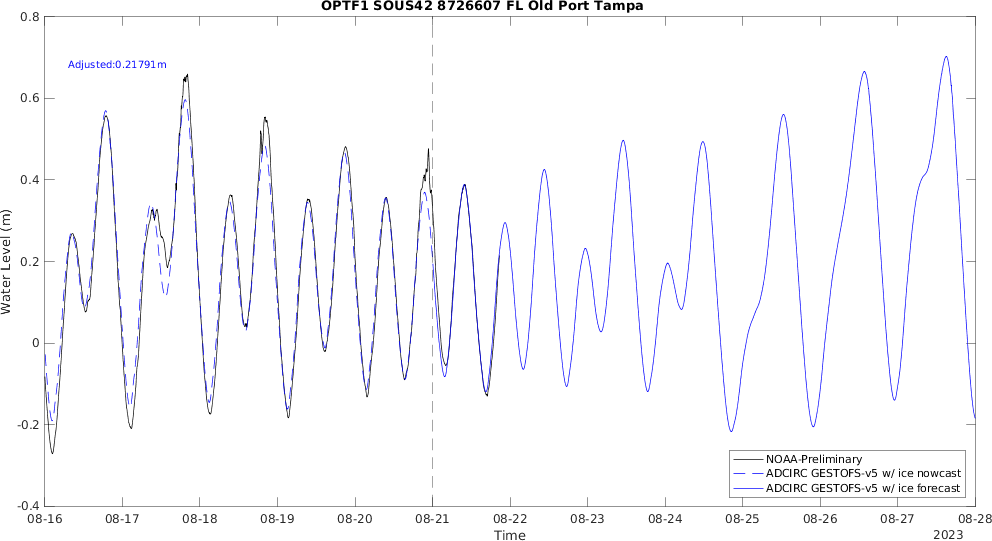 OPTF1 SOUS42 8726607 FL Old Port Tampa
Adjusted:0.21791m
Water Level (m)
0.8
0.6
0.4
0.2
0
-0.2
-0.4
NOAA-Preliminary
ADCIRC GESTOFS-v5 w/ ice nowcast
ADCIRC GESTOFS-v5 w/ ice forecast
08-16 08-17 08-18 08-19 08-20 08-21 08-22 08-23 08-24 08-25 08-26 08-27 08-28
Time
2023